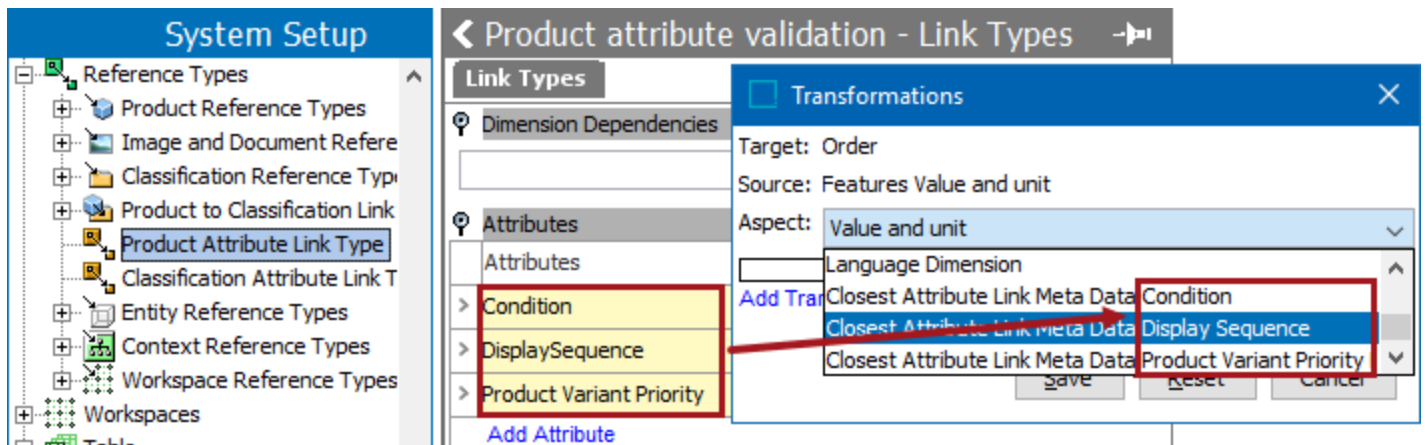 System Setup
Reference Types
Product Reference Types
Image and Document Refere
Classification Reference Typ
Product to Classification Link
Product Attribute Link Type
Classification Attribute Link T
Entity Reference Types
Context Reference Types
Workspace Reference Types
Workspaces
Table
Product attribute validation - Link Types
Link Types
Dimension Dependencies
Attributes
Attributes
Condition
DisplaySequence
Product Variant Priority
Add Attribute
Transformations
Target: Order
Source: Features Value and unit
Aspect: Value and unit
Language Dimension
Closest Attribute Link Meta Data Condition
Add Tra
Closest Attribute Link Meta Data Display Sequence
Closest Attribute Link Meta Data Product Variant Priority
Save
Reset
Cancel